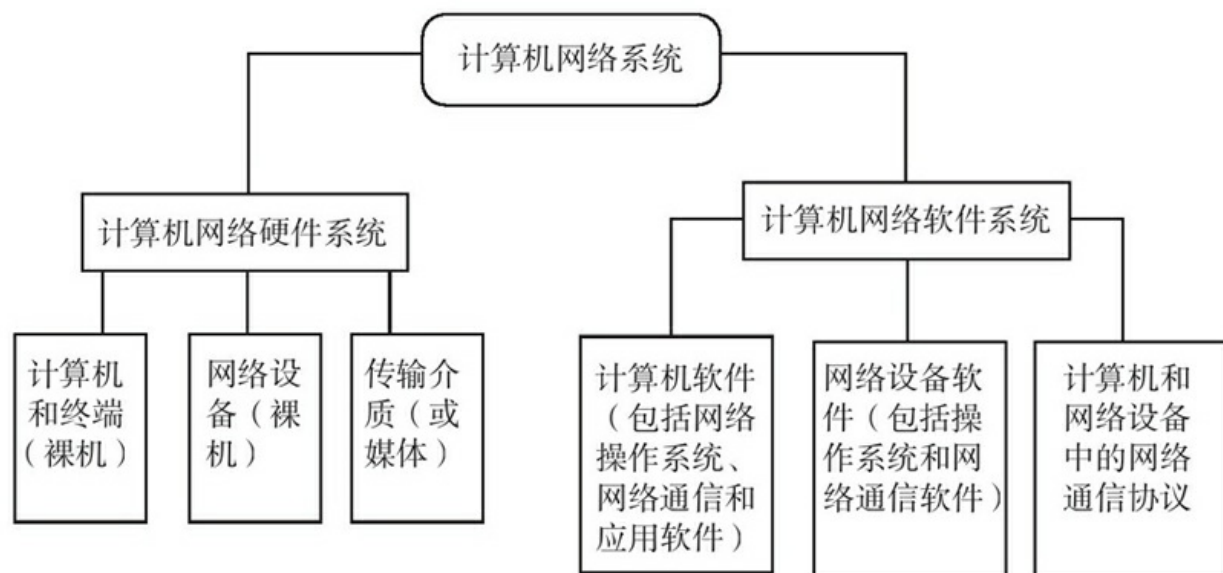 计算机网络系统
计算机网络硬件系统
计算机网络软件系统
计算机
和终端
（裸机）
网络设
备（裸
机）
传输介
质（或
媒体）
计算机软件
（包括网络
操作系统、
网络通信和
应用软件）
网络设备软
件（包括操
作系统和网
络通信软件）
计算机和
网络设备
中的网络
通信协议